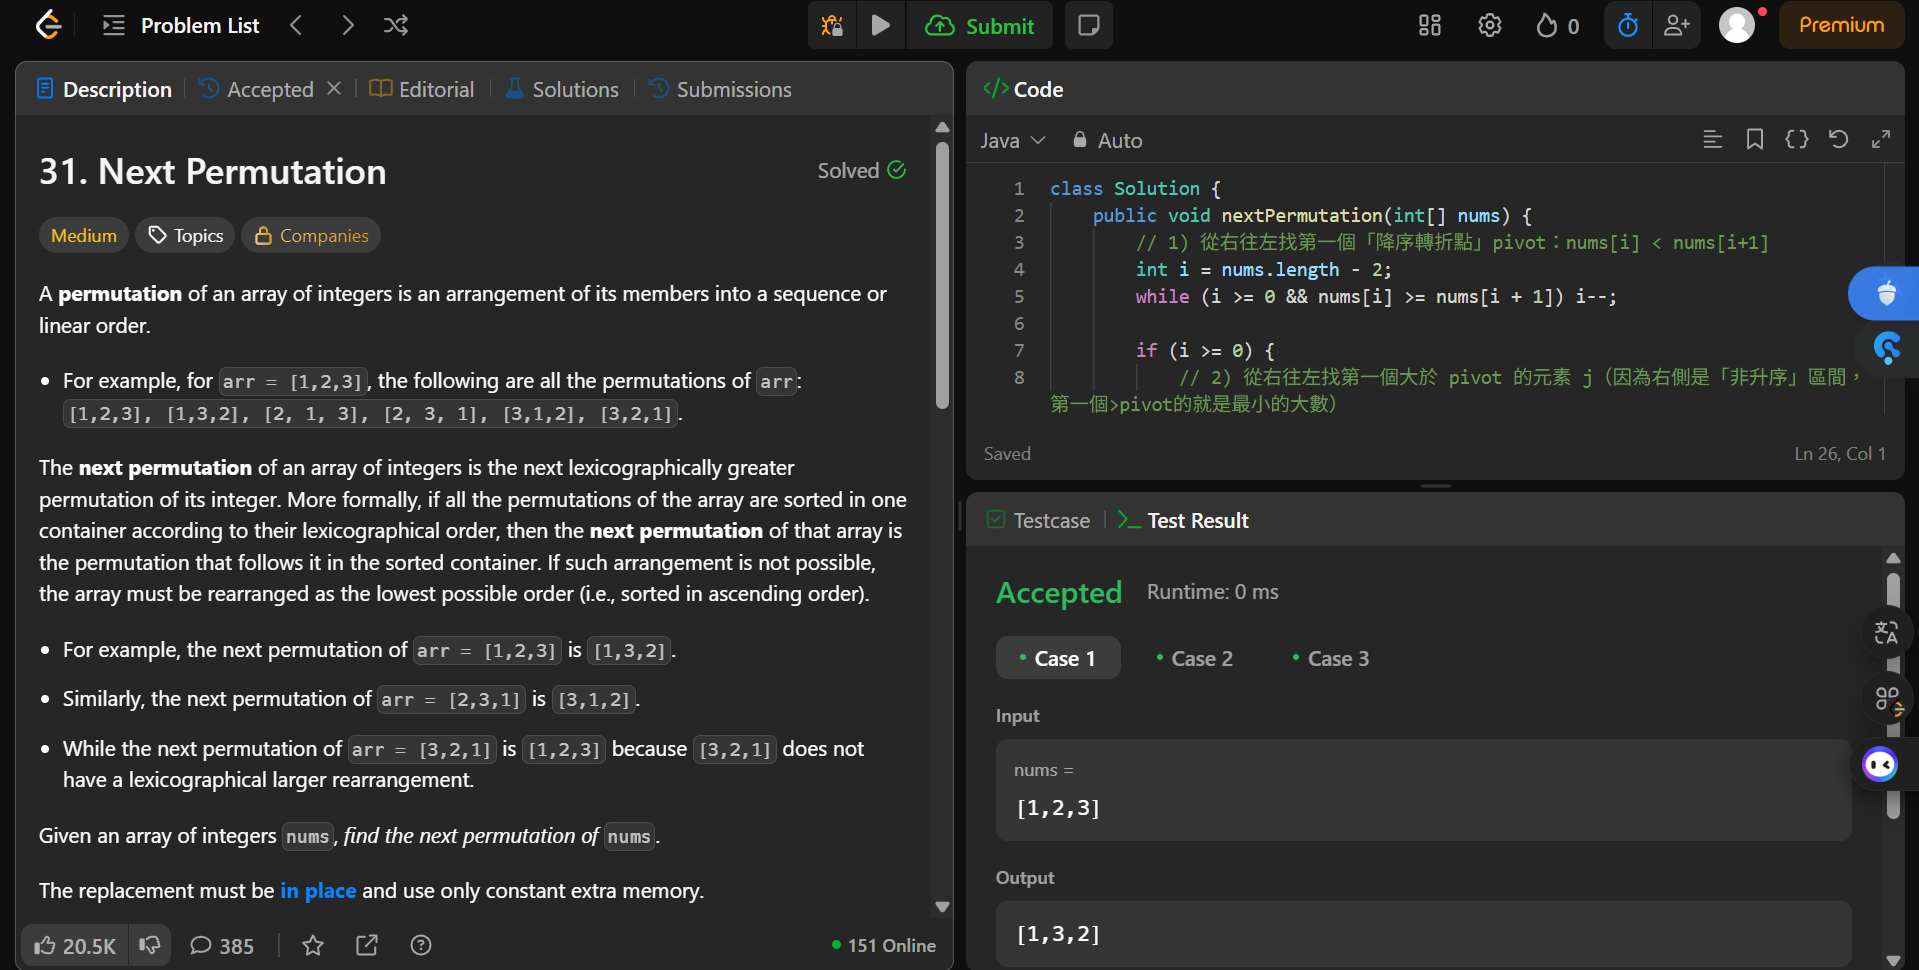 Problem List
Submit
0
Premium
Description
Accepted
Editorial
Solutions
Submissions
31. Next Permutation
Solved
Medium
Topics
Companies
A permutation of an array of integers is an arrangement of its members into a sequence or
linear order.
• For example, for arr = [1,2,3], the following are all the permutations of arr:
[1,2,3], [1,3,2], [2, 1, 3], [2, 3, 1], [3,1,2], [3,2,1].
The next permutation of an array of integers is the next lexicographically greater
permutation of its integer. More formally, if all the permutations of the array are sorted in one
container according to their lexicographical order, then the next permutation of that array is
the permutation that follows it in the sorted container. If such arrangement is not possible,
the array must be rearranged as the lowest possible order (i.e., sorted in ascending order).
• For example, the next permutation of arr = [1,2,3] is [1,3,2].
• Similarly, the next permutation of arr = [2,3,1] is [3,1,2].
• While the next permutation of arr = [3,2,1] is [1,2,3] because [3,2,1] does not
have a lexicographical larger rearrangement.
Given an array of integers nums, find the next permutation of nums.
The replacement must be in place and use only constant extra memory.
20.5K
385
151 Online
</> Code
Java
Auto
1 class Solution {
2 public void nextPermutation(int[] nums) {
3 // 1) 從右往左找第一個「降序轉折點」pivot：nums[i] < nums[i+1]
4 int i = nums.length - 2;
5 while (i >= 0 && nums[i] >= nums[i + 1]) i--;
6
7 if (i >= 0) {
8 // 2) 從右往左找第一個大於 pivot 的元素 j（因為右側是「非升序」區間，
第一個>pivot的就是最小的大數）
Saved
Ln 26, Col 1
Testcase
Test Result
Accepted
Runtime: 0 ms
Case 1
Case 2
Case 3
Input
nums =
[1,2,3]
Output
[1,3,2]